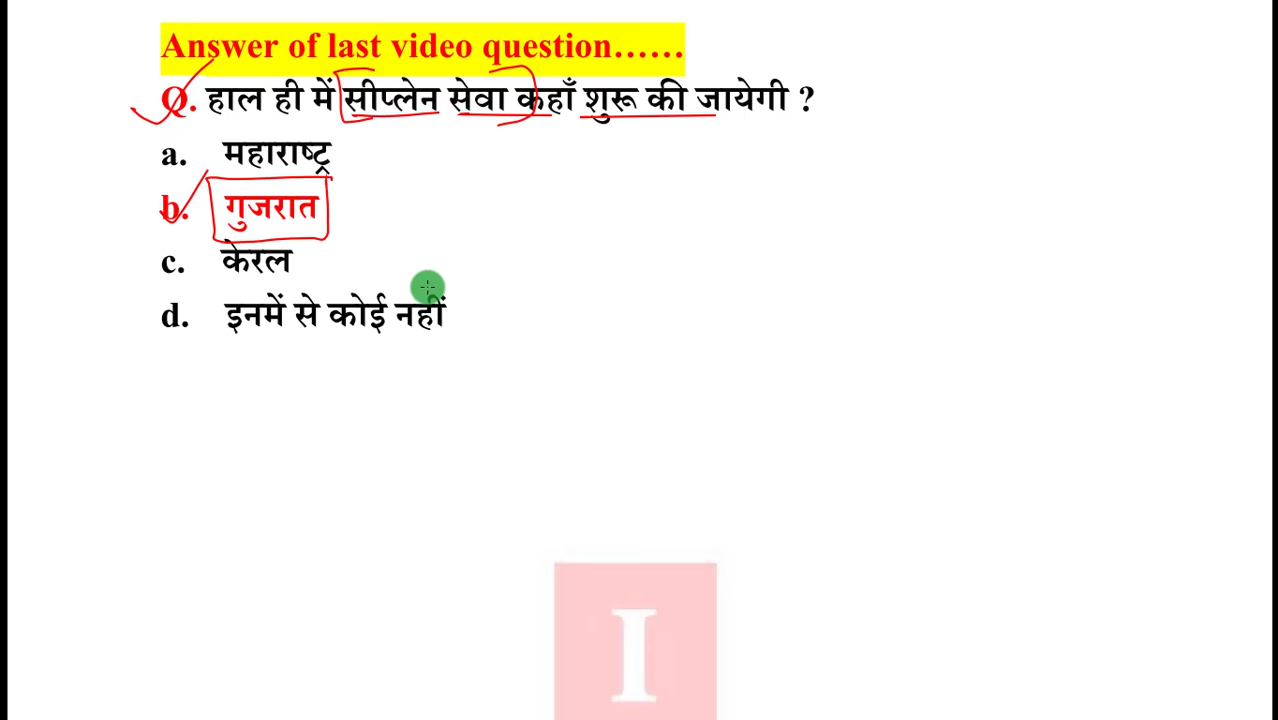 Answer of last video question......
Q. हाल ही में सीप्लेन सेवा कहाँ शुरू की जायेगी ?
a. महाराष्ट्र
b. गुजरात
c. केरल
d. इनमें से कोई नहीं
I